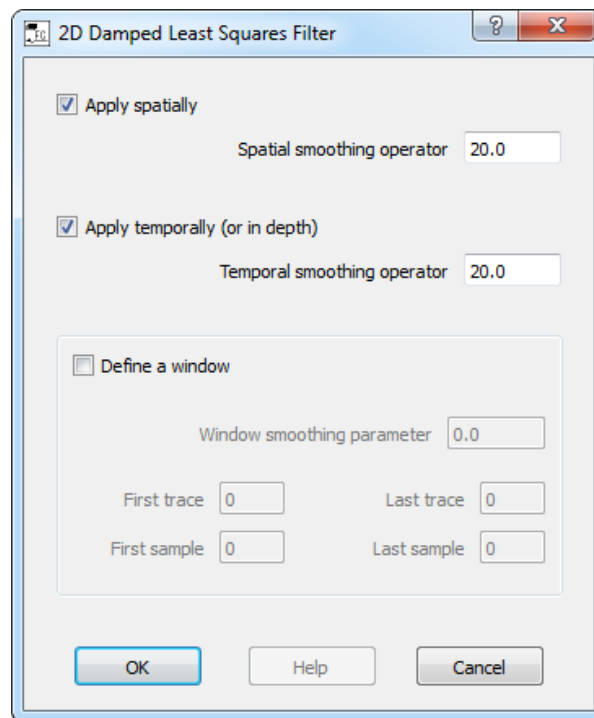 2D Damped Least Squares Filter
Apply spatially
Spatial smoothing operator 20.0
Apply temporally (or in depth)
Temporal smoothing operator 20.0
Define a window
Window smoothing parameter 0.0
First trace 0 Last trace 0
First sample 0 Last sample 0
OK Help Cancel